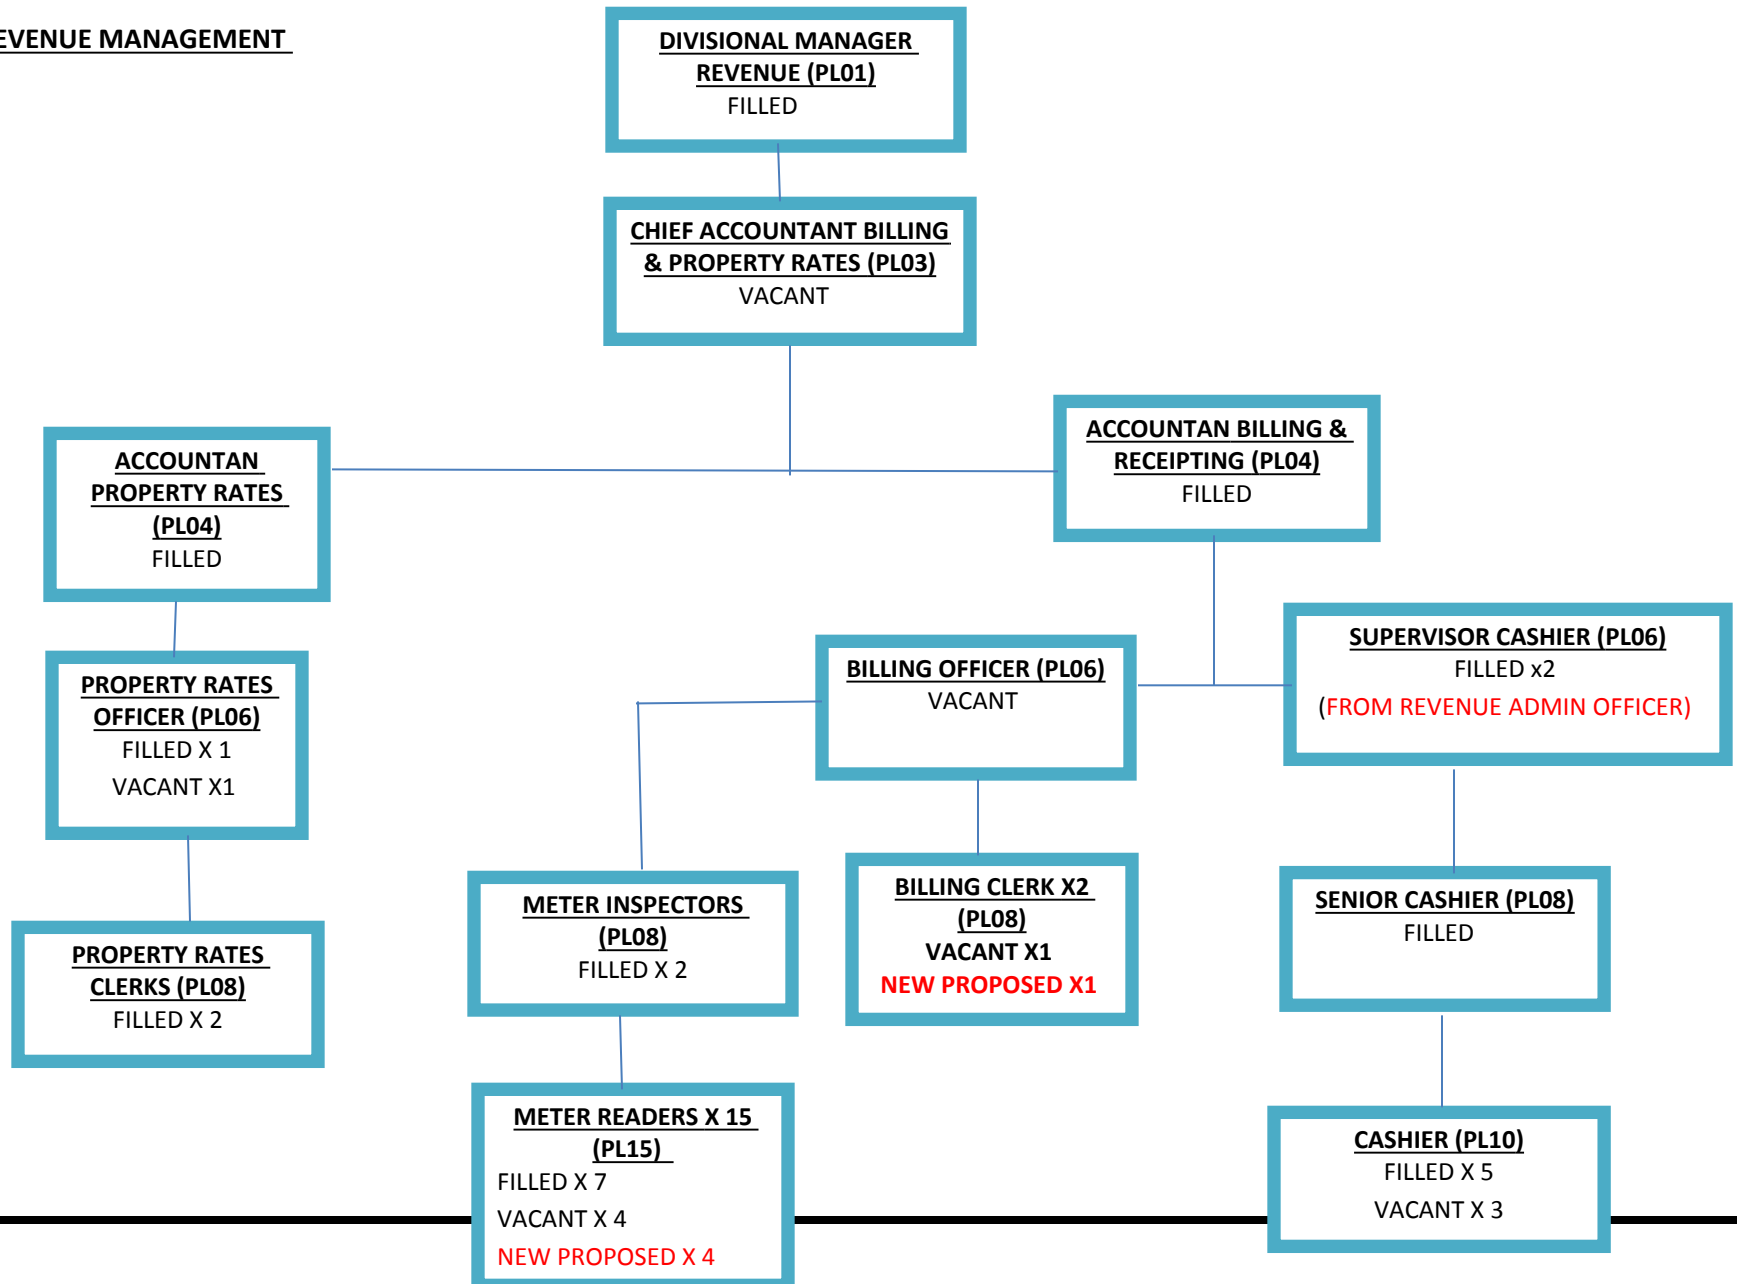 EVENUE MANAGEMENT
DIVISIONAL MANAGER
REVENUE (PL01)
FILLED
CHIEF ACCOUNTANT BILLING
& PROPERTY RATES (PL03)
VACANT
ACCOUNTAN
PROPERTY RATES
(PL04)
FILLED
ACCOUNTAN BILLING &
RECEIPTING (PL04)
FILLED
PROPERTY RATES
OFFICER (PL06)
FILLED X 1
VACANT X1
BILLING OFFICER (PL06)
VACANT
SUPERVISOR CASHIER (PL06)
FILLED x2
(FROM REVENUE ADMIN OFFICER)
PROPERTY RATES
CLERKS (PL08)
FILLED X 2
METER INSPECTORS
(PL08)
FILLED X 2
BILLING CLERK X2
(PL08)
VACANT X1
NEW PROPOSED X1
SENIOR CASHIER (PL08)
FILLED
METER READERS X 15
(PL15)
FILLED X 7
VACANT X 4
NEW PROPOSED X 4
CASHIER (PL10)
FILLED X 5
VACANT X 3